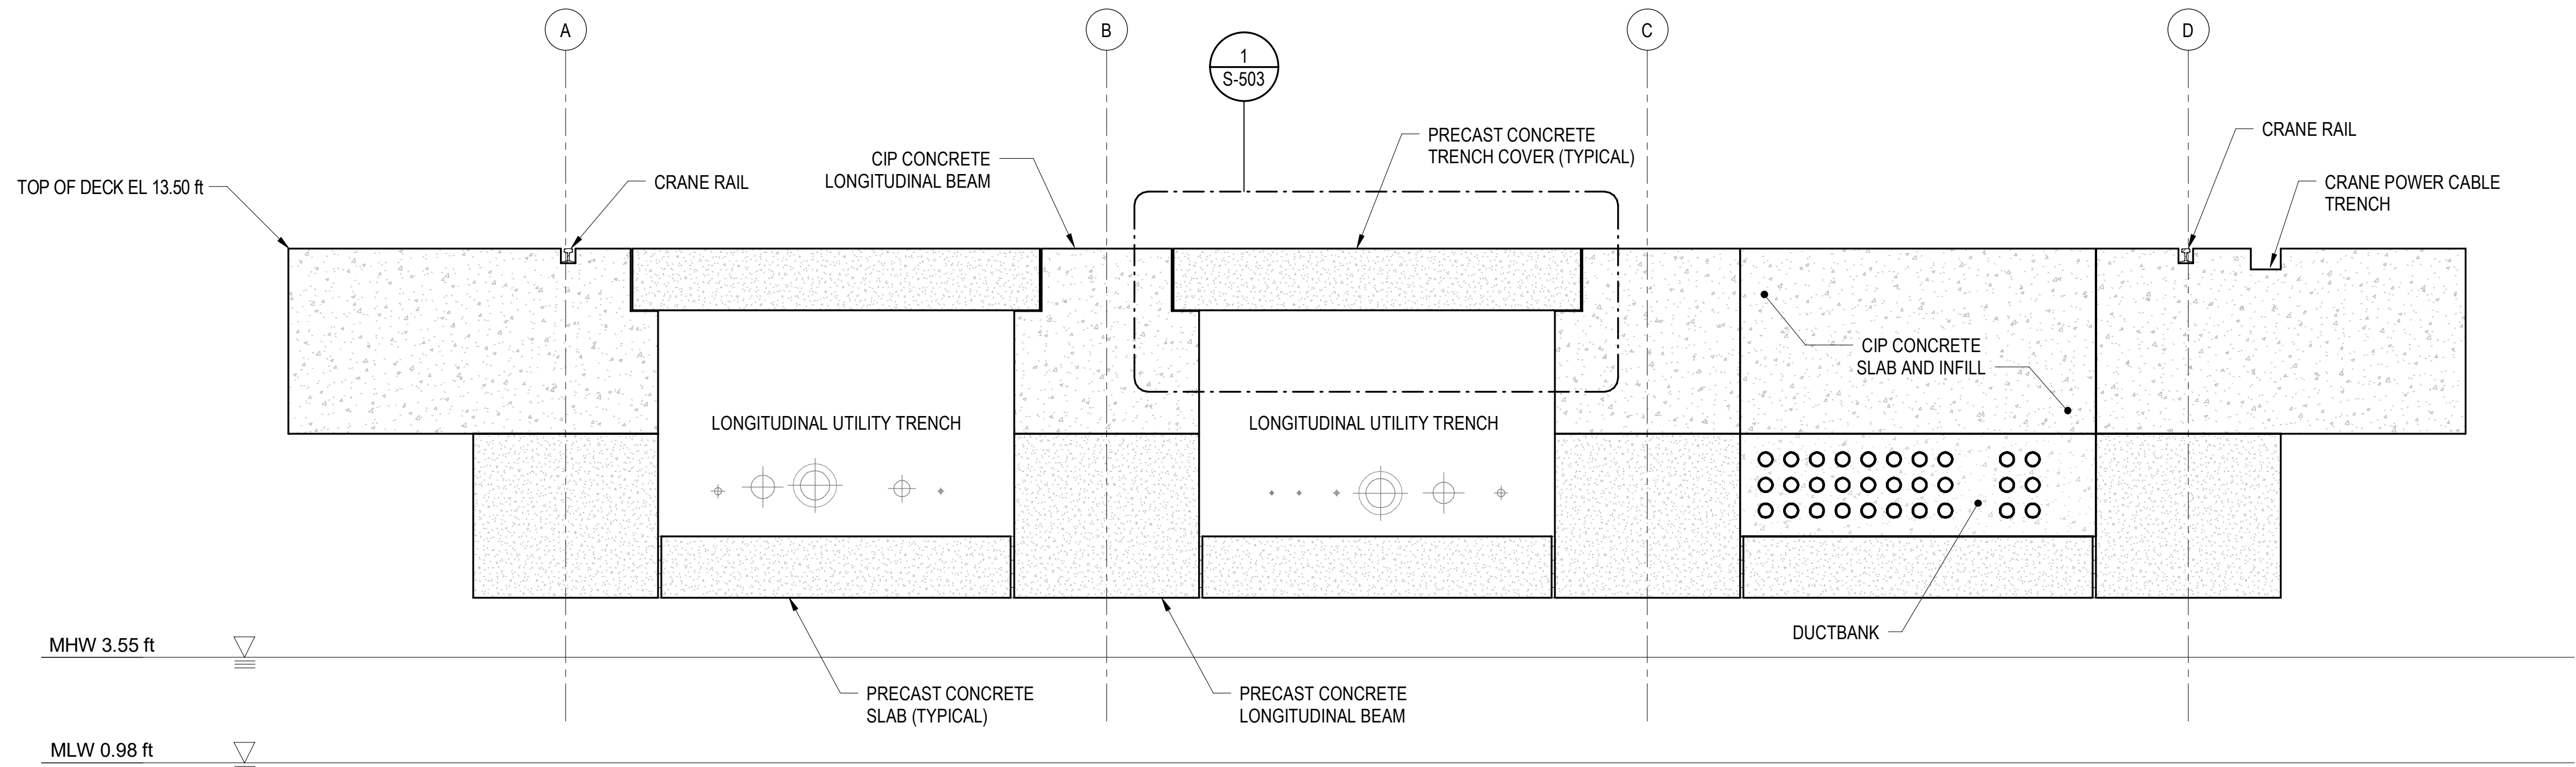 A
B
C
D
1
S-503
CRANE RAIL
PRECAST CONCRETE
TRENCH COVER (TYPICAL)
CIP CONCRETE
LONGITUDINAL BEAM
TOP OF DECK EL 13.50 ft
CRANE RAIL
CRANE POWER CABLE
TRENCH
CIP CONCRETE
SLAB AND INFILL
LONGITUDINAL UTILITY TRENCH
LONGITUDINAL UTILITY TRENCH
DUCTBANK
MHW 3.55 ft
PRECAST CONCRETE
SLAB (TYPICAL)
PRECAST CONCRETE
LONGITUDINAL BEAM
MLW 0.98 ft